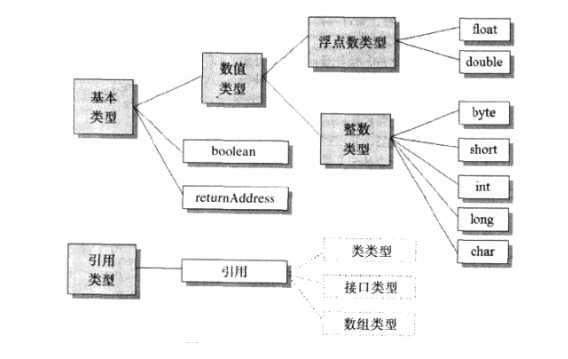 基本
类型
数值
类型
浮点数类型
float
double
整数
类型
byte
short
int
long
char
boolean
returnAddress
引用
类型
引用
类类型
接口类型
数组类型